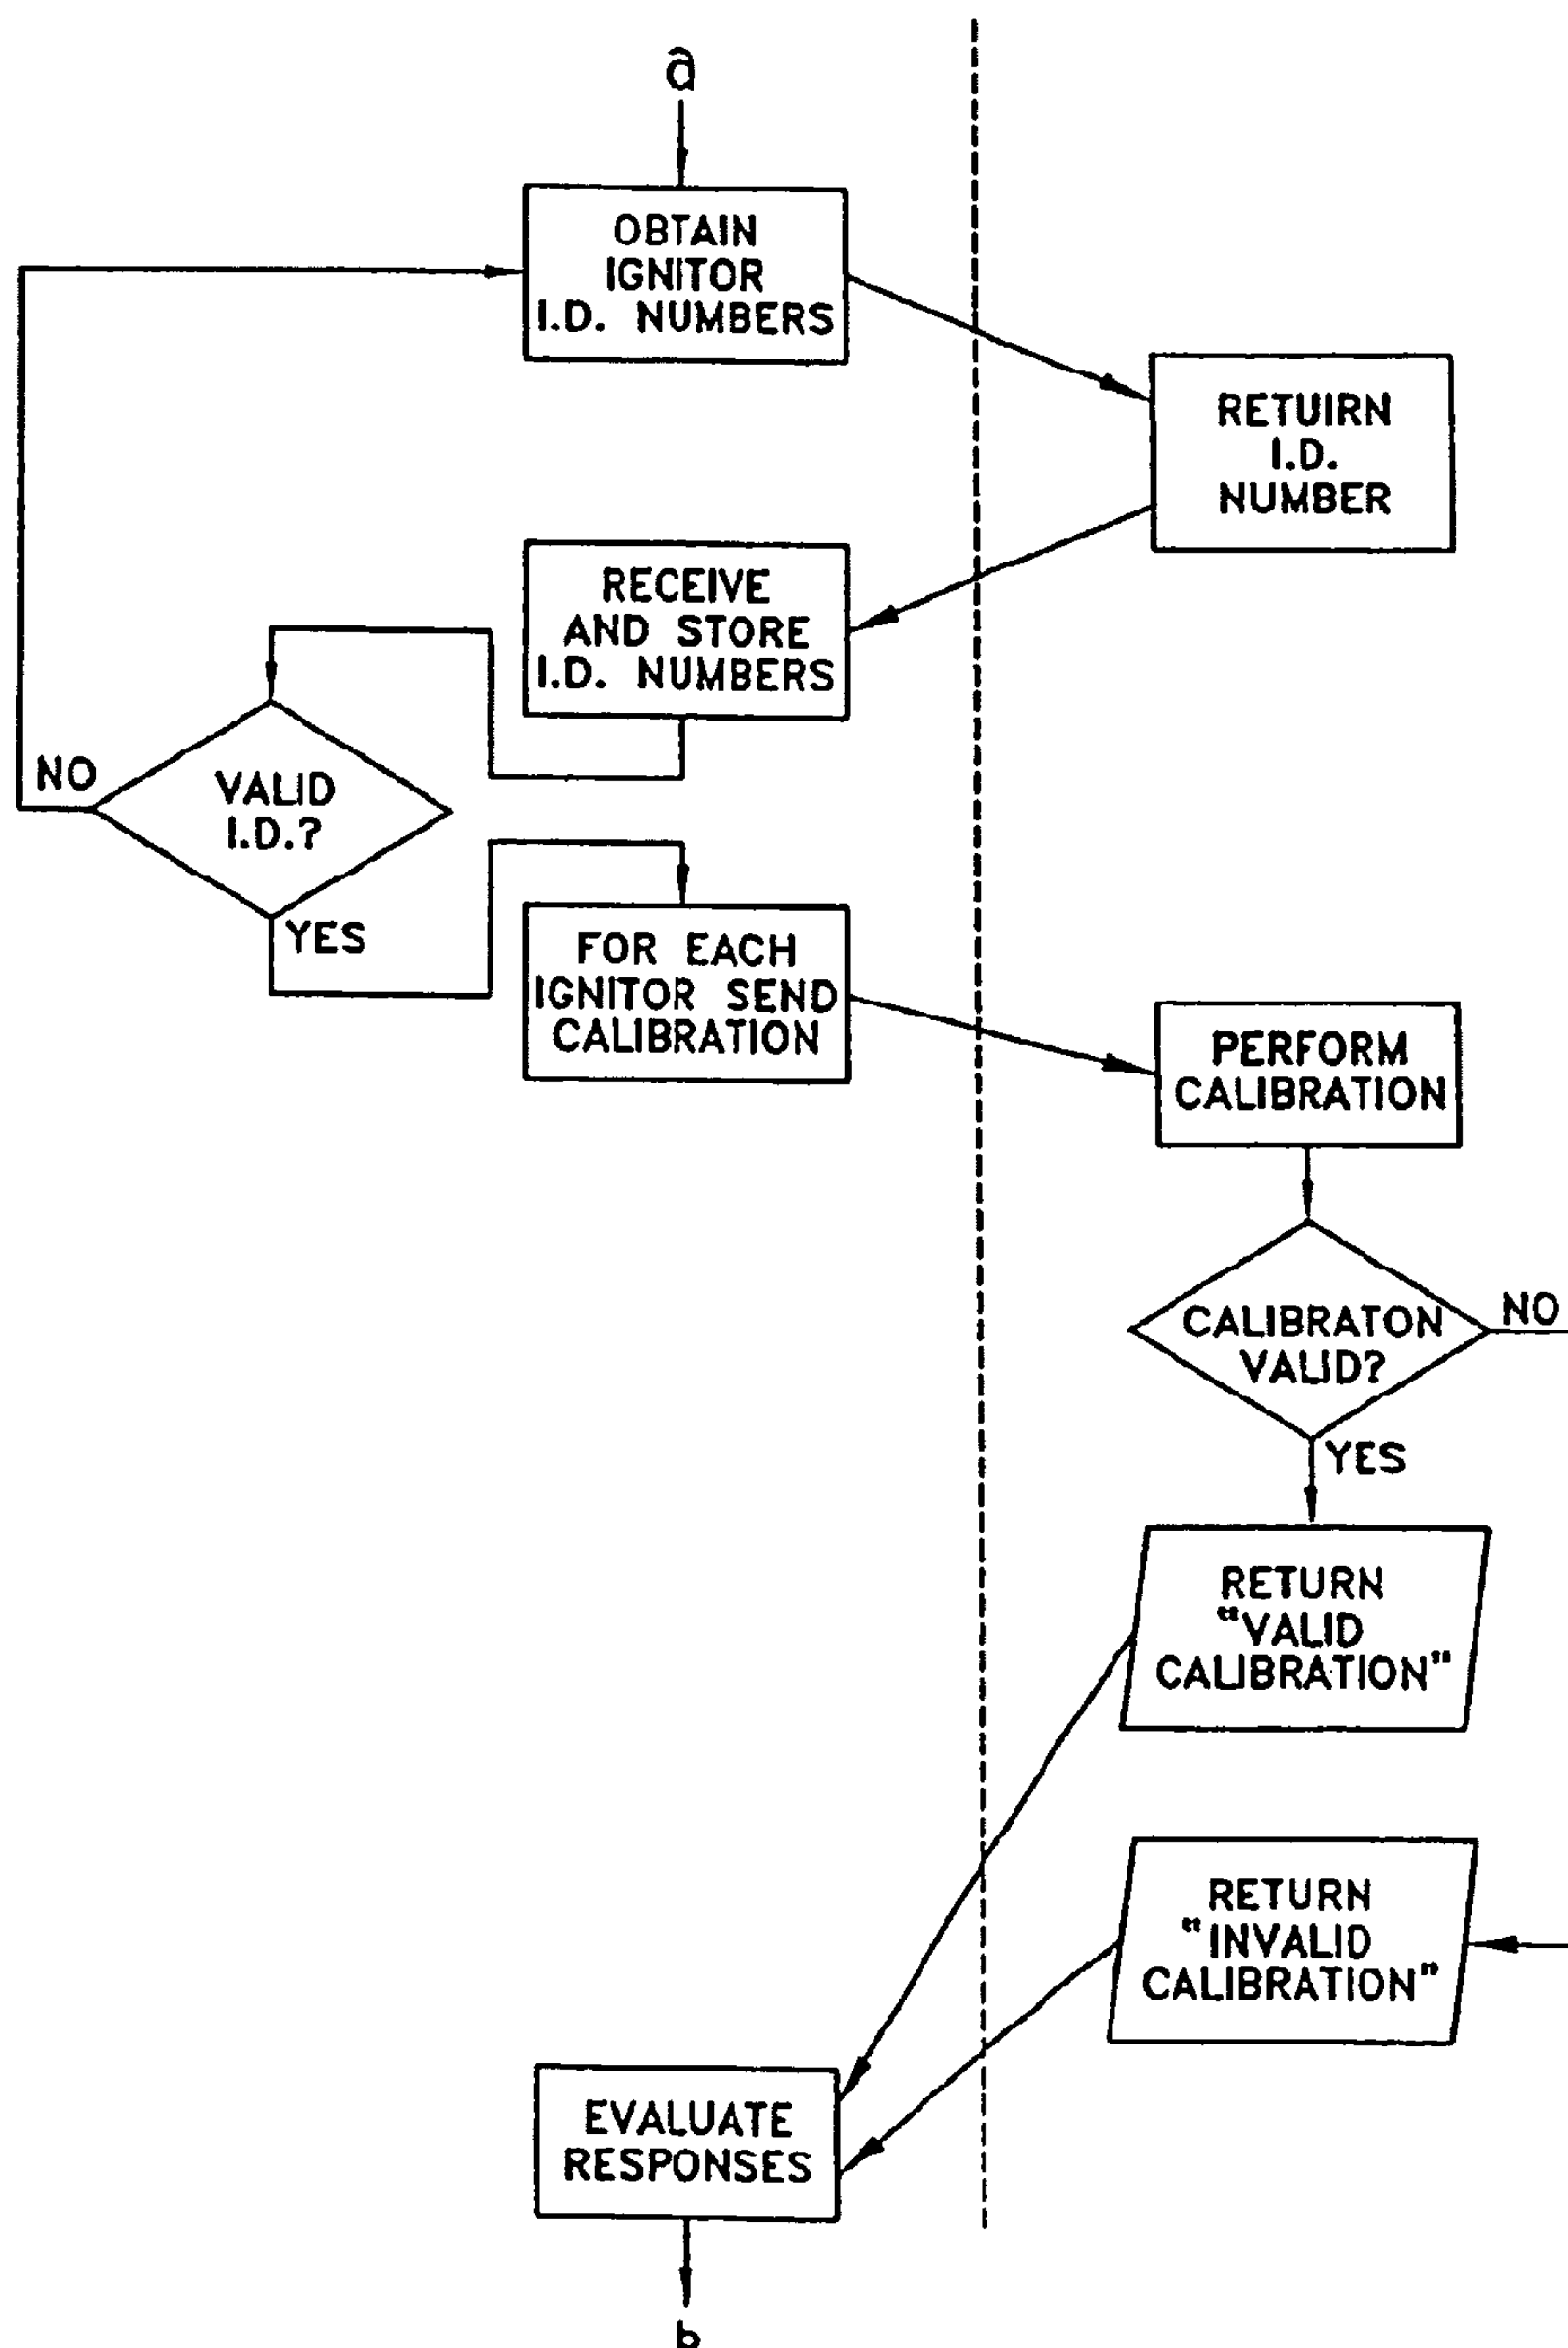 a
OBTAIN
IGNITOR
I.D. NUMBERS
RETUIRN
I.D.
NUMBER
RECEIVE
AND STORE
I.D. NUMBERS
NO
VALID
I.D.?
YES
FOR EACH
IGNITOR SEND
CALIBRATION
PERFORM
CALIBRATION
CALIBRATON
VALID?
NO
YES
RETURN
"VALID
CALIBRATION"
RETURN
"INVALID
CALIBRATION"
EVALUATE
RESPONSES
b